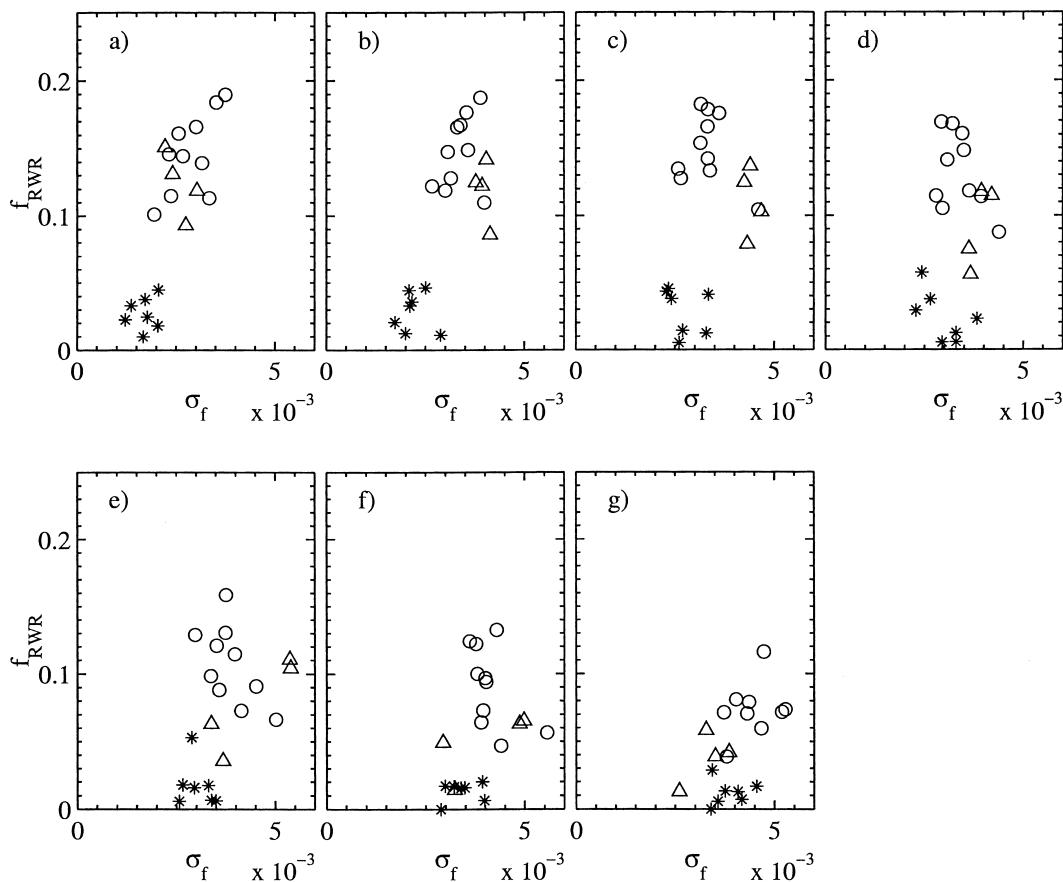 a) b) c) d)
0.2
0.1
0
f_RWR
0 5 0 5 0 5 0 5
σ_f x 10⁻³ σ_f x 10⁻³ σ_f x 10⁻³ σ_f x 10⁻³
e) f) g)
0.2
0.1
0
f_RWR
0 5 0 5 0 5
σ_f x 10⁻³ σ_f x 10⁻³ σ_f x 10⁻³